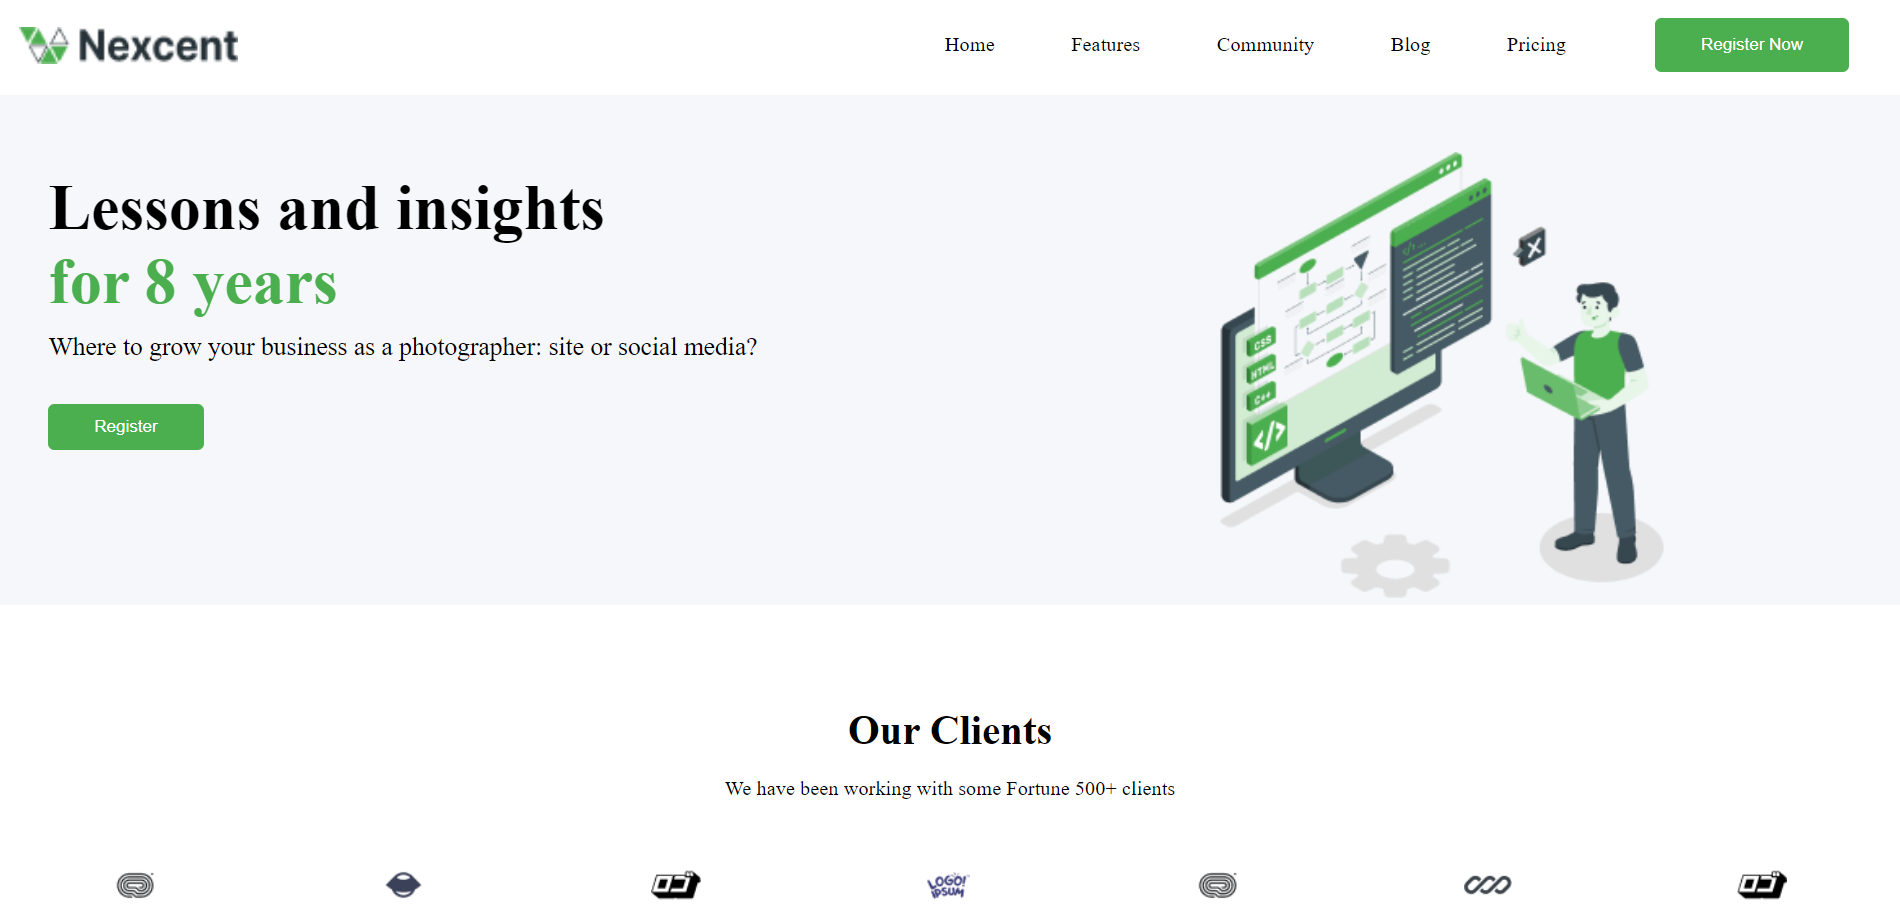 Nexcent
Home
Features
Community
Blog
Pricing
Register Now
Lessons and insights
for 8 years
Where to grow your business as a photographer: site or social media?
Register
CSS
HTML
C++
</>
</>...
X
Our Clients
We have been working with some Fortune 500+ clients
LOGO!
IPSUM